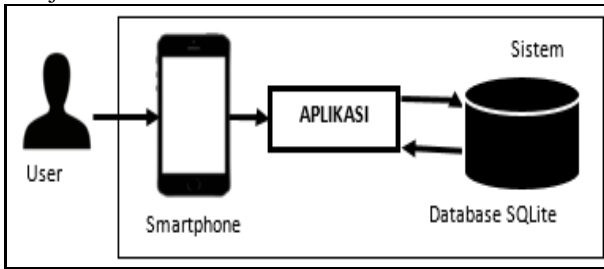 Sistem
APLIKASI
User
Smartphone
Database SQLite